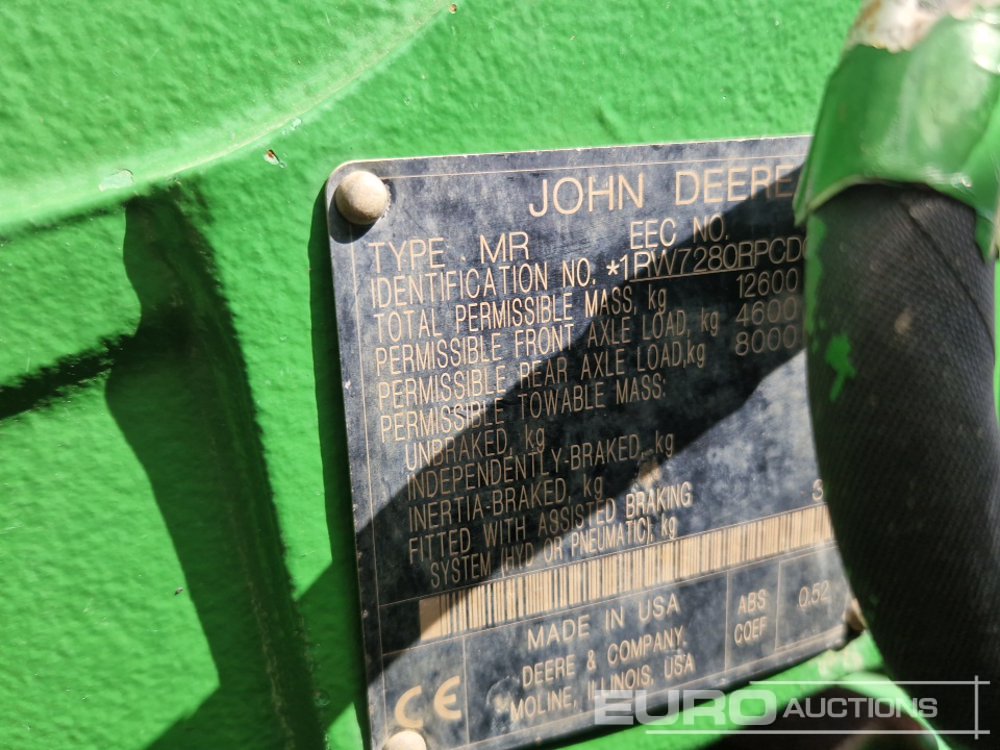 JOHN DEERE
TYPE MR EEC NO.
IDENTIFICATION NO. *1RW7280RPCD
TOTAL PERMISSIBLE MASS, kg 12600
PERMISSIBLE FRONT AXLE LOAD, kg 4600
PERMISSIBLE REAR AXLE LOAD,kg 8000
PERMISSIBLE TOWABLE MASS:
UNBRAKED, kg
INDEPENDENTLY-BRAKED, kg
INERTIA-BRAKED, kg
FITTED WITH ASSISTED BRAKING 3
SYSTEM (HYD OR PNEUMATIC), kg
MADE IN USA
DEERE & COMPANY,
MOLINE, ILLINOIS, USA
ABS
COEF
0.52
CE
EURO AUCTIONS